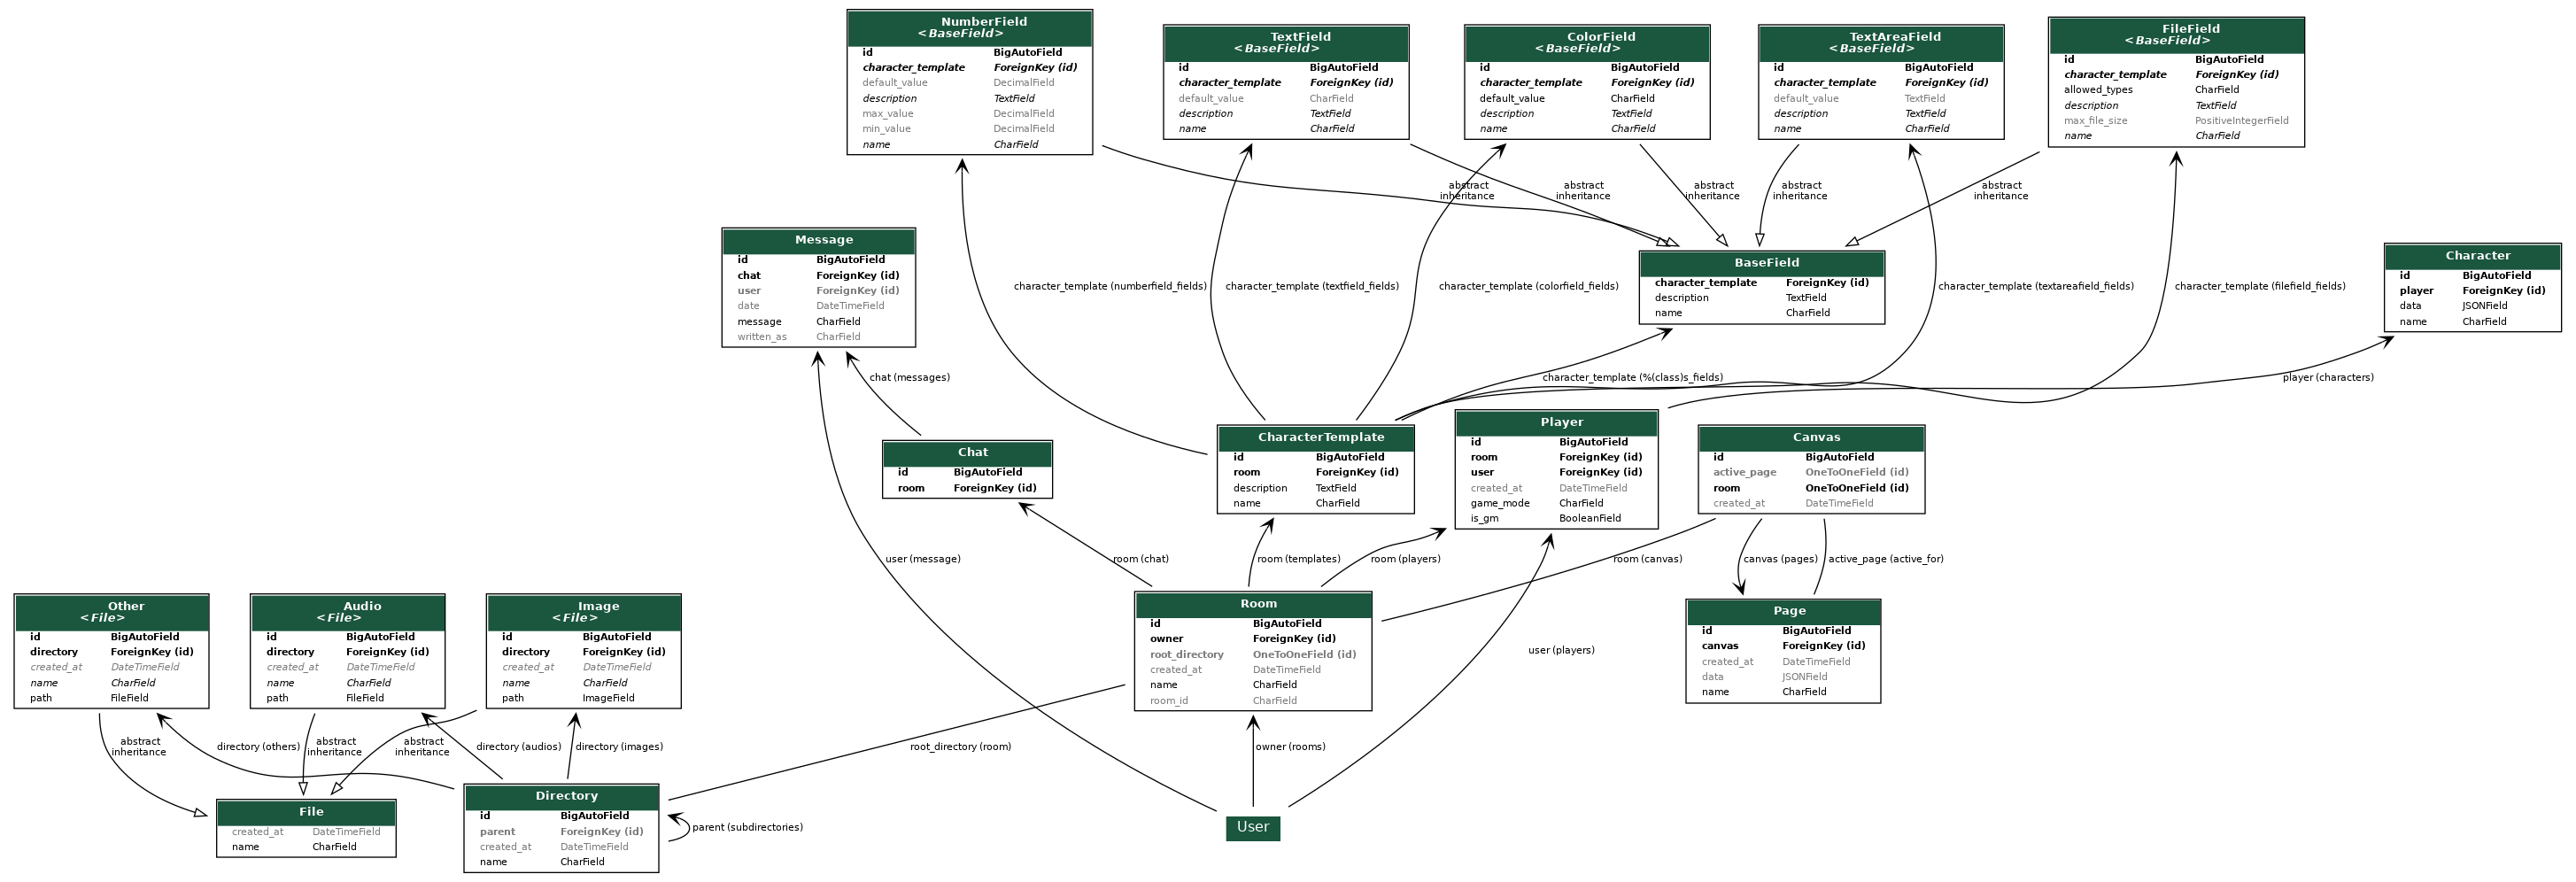 NumberField
<BaseField>
id BigAutoField
character_template ForeignKey (id)
default_value DecimalField
description TextField
max_value DecimalField
min_value DecimalField
name CharField
TextField
<BaseField>
id BigAutoField
character_template ForeignKey (id)
default_value CharField
description TextField
name CharField
ColorField
<BaseField>
id BigAutoField
character_template ForeignKey (id)
default_value CharField
description TextField
name CharField
TextAreaField
<BaseField>
id BigAutoField
character_template ForeignKey (id)
default_value TextField
description TextField
name CharField
FileField
<BaseField>
id BigAutoField
character_template ForeignKey (id)
allowed_types CharField
description TextField
max_file_size PositiveIntegerField
name CharField
abstract
inheritance
abstract
inheritance
abstract
inheritance
abstract
inheritance
abstract
inheritance
Message
id BigAutoField
chat ForeignKey (id)
user ForeignKey (id)
date DateTimeField
message CharField
written_as CharField
character_template (numberfield_fields)
character_template (textfield_fields)
character_template (colorfield_fields)
BaseField
character_template ForeignKey (id)
description TextField
name CharField
character_template (textareafield_fields)
character_template (filefield_fields)
Character
id BigAutoField
player ForeignKey (id)
data JSONField
name CharField
chat (messages)
character_template (%(class)s_fields)
player (characters)
Chat
id BigAutoField
room ForeignKey (id)
CharacterTemplate
id BigAutoField
room ForeignKey (id)
description TextField
name CharField
Player
id BigAutoField
room ForeignKey (id)
user ForeignKey (id)
created_at DateTimeField
game_mode CharField
is_gm BooleanField
Canvas
id BigAutoField
active_page OneToOneField (id)
room OneToOneField (id)
created_at DateTimeField
user (message)
room (chat)
room (templates)
room (players)
room (canvas)
canvas (pages)
active_page (active_for)
Other
<File>
id BigAutoField
directory ForeignKey (id)
created_at DateTimeField
name CharField
path FileField
Audio
<File>
id BigAutoField
directory ForeignKey (id)
created_at DateTimeField
name CharField
path FileField
Image
<File>
id BigAutoField
directory ForeignKey (id)
created_at DateTimeField
name CharField
path ImageField
Room
id BigAutoField
owner ForeignKey (id)
root_directory OneToOneField (id)
created_at DateTimeField
name CharField
room_id CharField
user (players)
Page
id BigAutoField
canvas ForeignKey (id)
created_at DateTimeField
data JSONField
name CharField
abstract
inheritance
directory (others)
abstract
inheritance
abstract
inheritance
directory (audios)
directory (images)
root_directory (room)
owner (rooms)
File
created_at DateTimeField
name CharField
Directory
id BigAutoField
parent ForeignKey (id)
created_at DateTimeField
name CharField
parent (subdirectories)
User